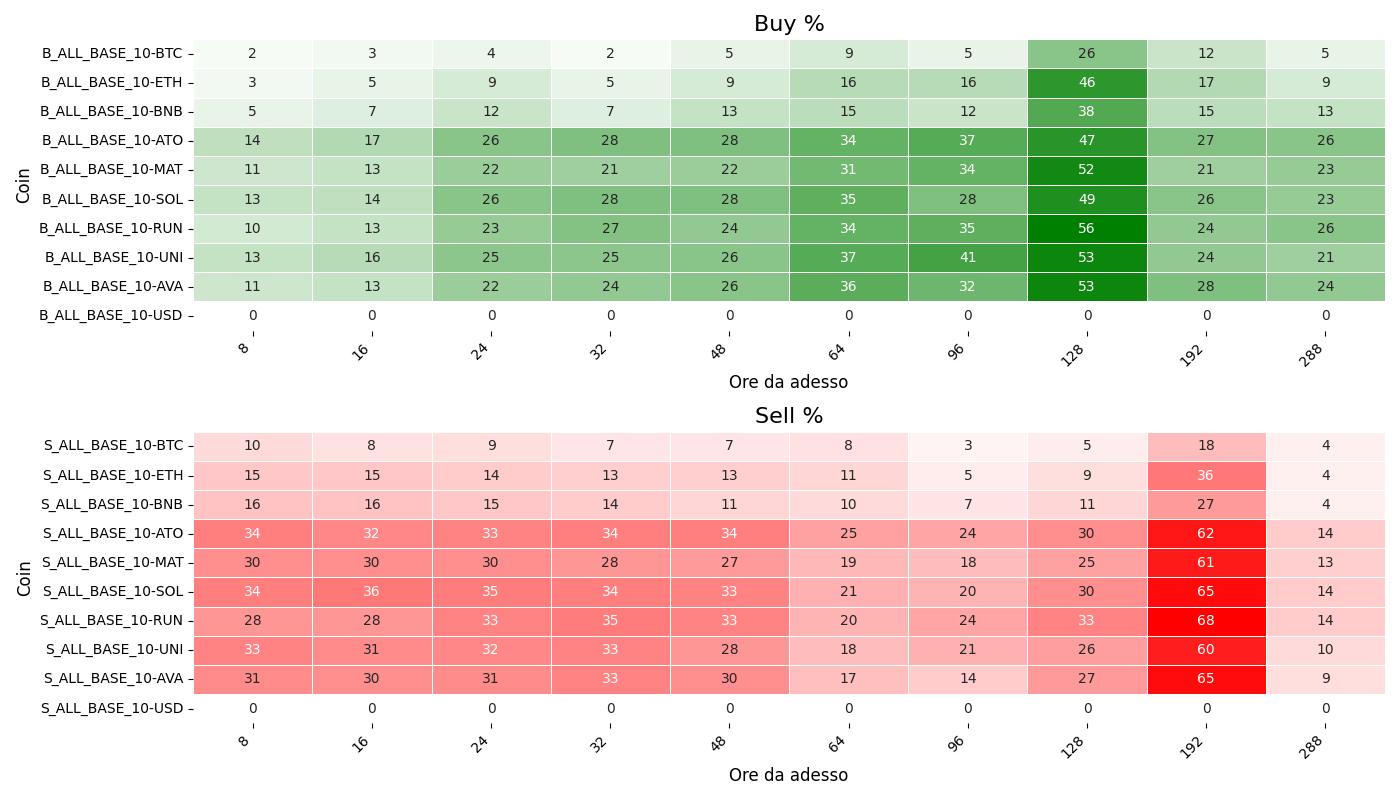 Buy %
Coin
B_ALL_BASE_10-BTC 2 3 4 2 5 9 5 26 12 5
B_ALL_BASE_10-ETH 3 5 9 5 9 16 16 46 17 9
B_ALL_BASE_10-BNB 5 7 12 7 13 15 12 38 15 13
B_ALL_BASE_10-ATO 14 17 26 28 28 34 37 47 27 26
B_ALL_BASE_10-MAT 11 13 22 21 22 31 34 52 21 23
B_ALL_BASE_10-SOL 13 14 26 28 28 35 28 49 26 23
B_ALL_BASE_10-RUN 10 13 23 27 24 34 35 56 24 26
B_ALL_BASE_10-UNI 13 16 25 25 26 37 41 53 24 21
B_ALL_BASE_10-AVA 11 13 22 24 26 36 32 53 28 24
B_ALL_BASE_10-USD 0 0 0 0 0 0 0 0 0 0
8 16 24 32 48 64 96 128 192 288
Ore da adesso
Sell %
Coin
S_ALL_BASE_10-BTC 10 8 9 7 7 8 3 5 18 4
S_ALL_BASE_10-ETH 15 15 14 13 13 11 5 9 36 4
S_ALL_BASE_10-BNB 16 16 15 14 11 10 7 11 27 4
S_ALL_BASE_10-ATO 34 32 33 34 34 25 24 30 62 14
S_ALL_BASE_10-MAT 30 30 30 28 27 19 18 25 61 13
S_ALL_BASE_10-SOL 34 36 35 34 33 21 20 30 65 14
S_ALL_BASE_10-RUN 28 28 33 35 33 20 24 33 68 14
S_ALL_BASE_10-UNI 33 31 32 33 28 18 21 26 60 10
S_ALL_BASE_10-AVA 31 30 31 33 30 17 14 27 65 9
S_ALL_BASE_10-USD 0 0 0 0 0 0 0 0 0 0
8 16 24 32 48 64 96 128 192 288
Ore da adesso